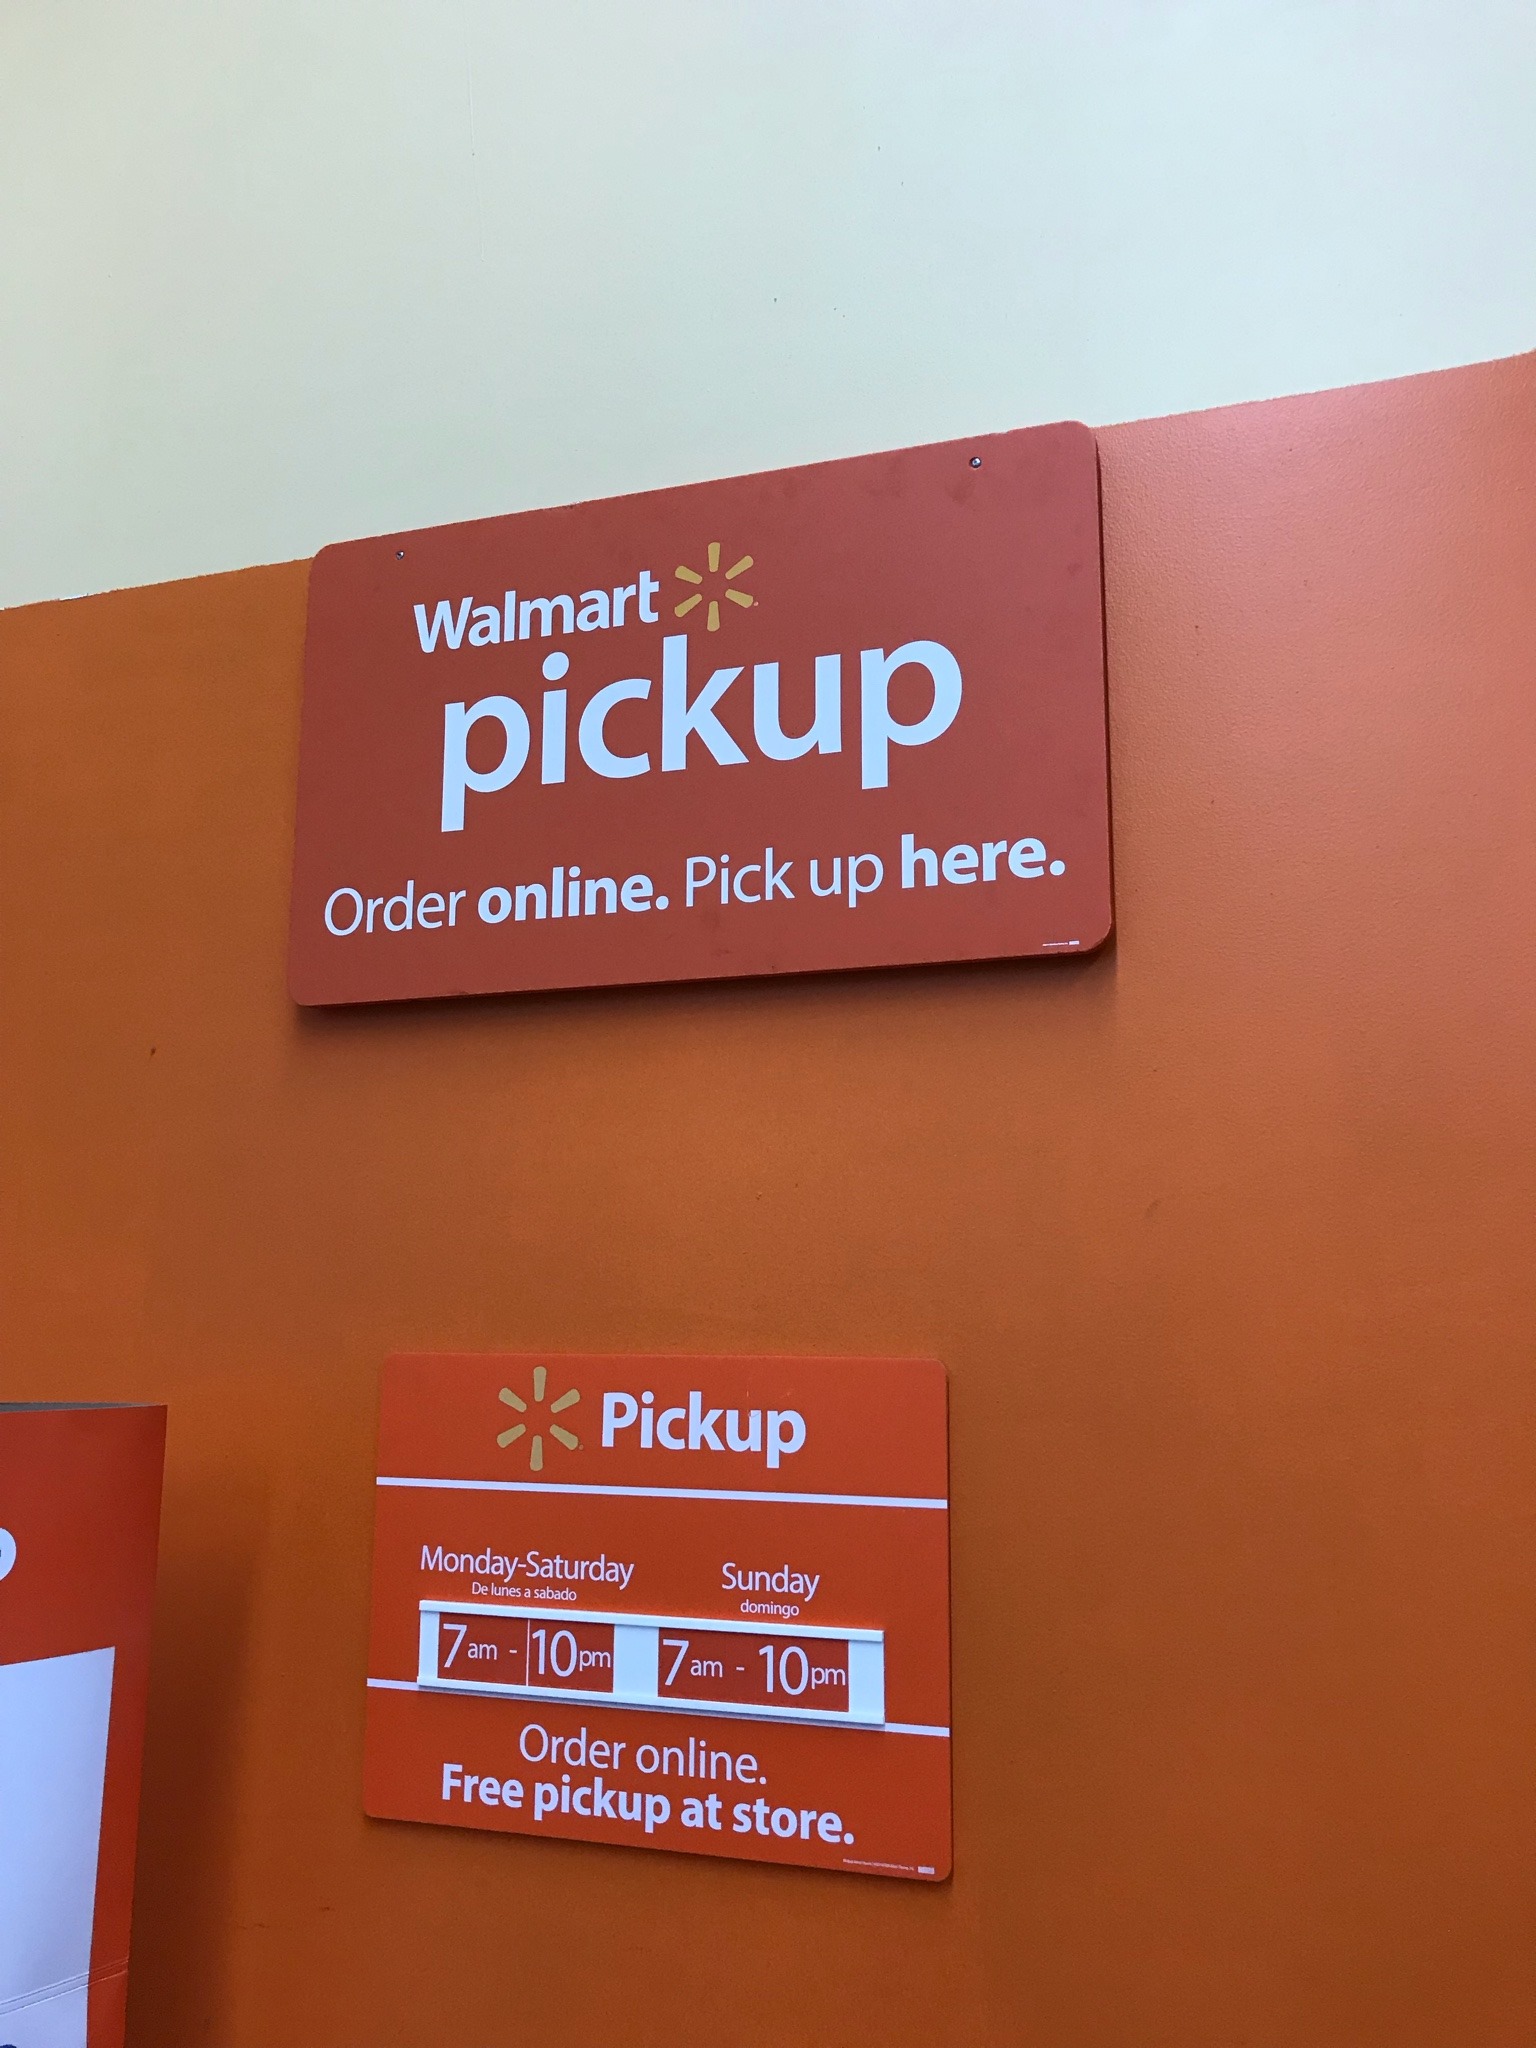 Walmart
pickup
Order online. Pick up here.
Pickup
Monday-Saturday
De lunes a sabado
Sunday
domingo
7am - 10pm
7am - 10pm
Order online.
Free pickup at store.